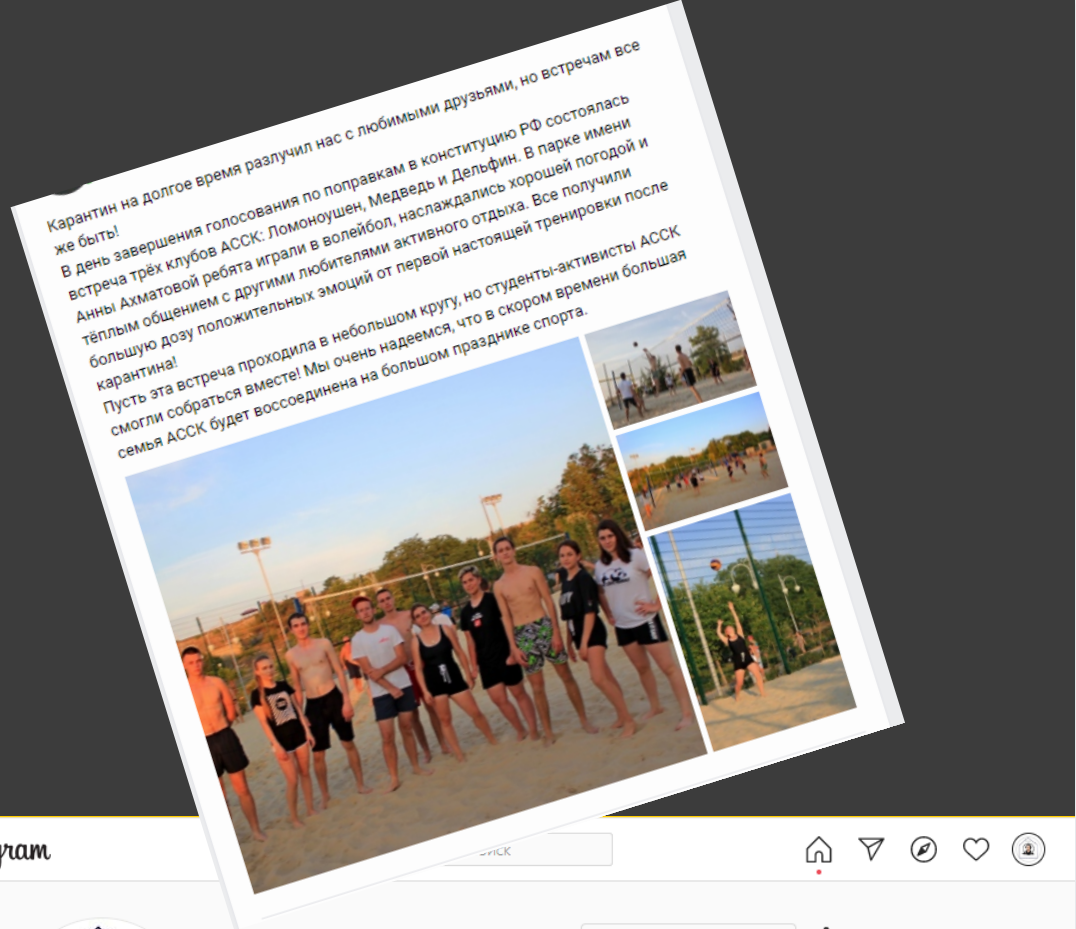 Карантин на долгое время разлучил нас с любимыми друзьями, но встречам все
же быть!
В день завершения голосования по поправкам в конституцию РФ состоялась
встреча трёх клубов АССК: Ломоноушен, Медведь и Дельфин. В парке имени
Анны Ахматовой ребята играли в волейбол, наслаждались хорошей погодой и
тёплым общением с другими любителями активного отдыха. Все получили
большую дозу положительных эмоций от первой настоящей тренировки после
карантина!
Пусть эта встреча проходила в небольшом кругу, но студенты-активисты АССК
смогли собраться вместе! Мы очень надеемся, что в скором времени большая
семья АССК будет воссоединена на большом празднике спорта.
gram